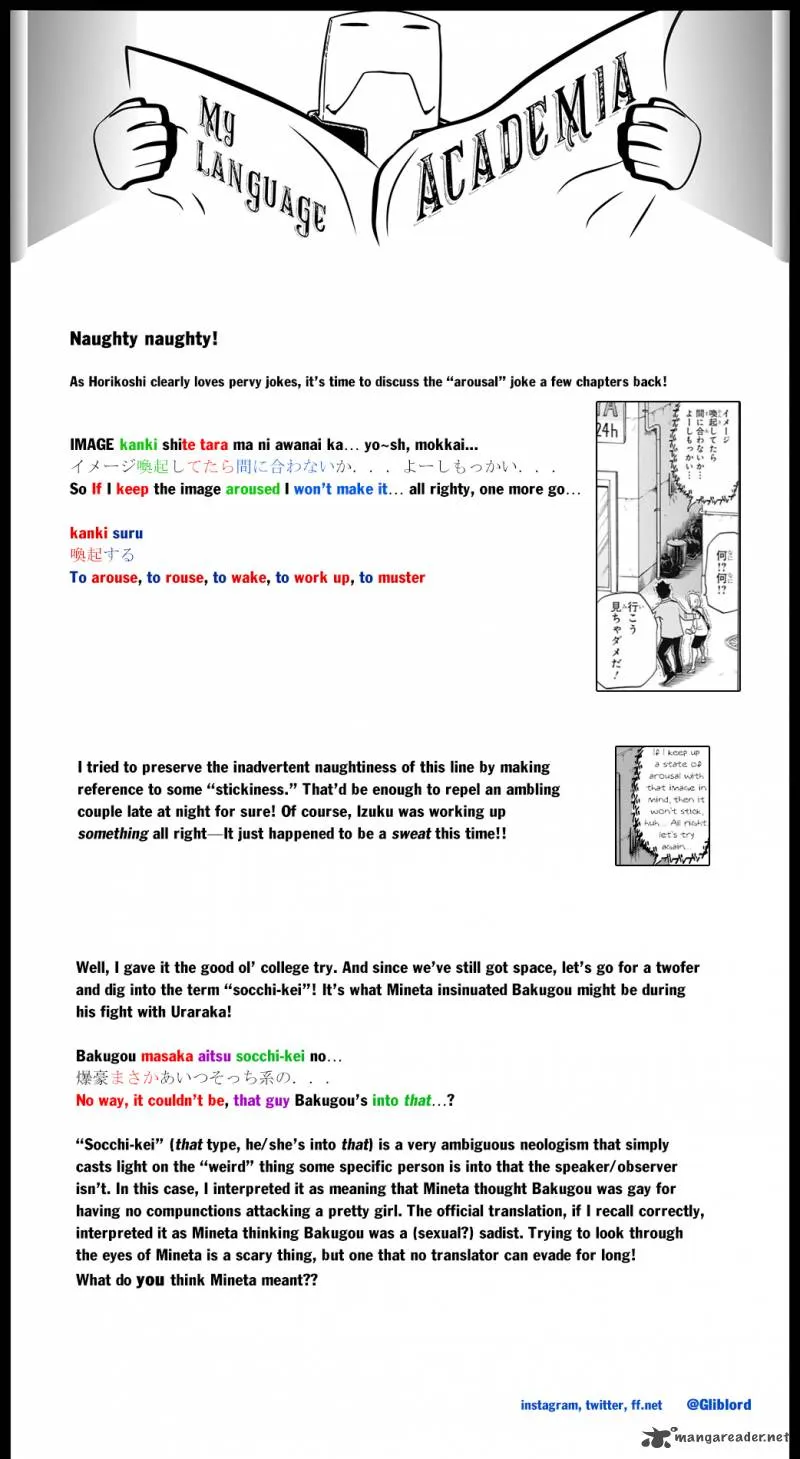 MY
LANGUAGE
ACADEMIA
Naughty naughty!
As Horikoshi clearly loves pervy jokes, it's time to discuss the “arousal” joke a few chapters back!
IMAGE kanki shite tara ma ni awanai ka... yo~sh, mokkai...
イメージ喚起してたら間に合わないか．．．よーしもっかい．．．
So If I keep the image aroused I won't make it... all righty, one more go...
kanki suru
喚起する
To arouse, to rouse, to wake, to work up, to muster
24h
イメージ
喚起してたら
間に合わないか…
よーしもっかい…
何!?何!?
行こう
見ちゃダメだ！
I tried to preserve the inadvertent naughtiness of this line by making
reference to some “stickiness.” That'd be enough to repel an ambling
couple late at night for sure! Of course, Izuku was working up
something all right—It just happened to be a sweat this time!!
If I keep up
a state of
arousal with
that image in
mind, then it
won't stick,
huh... All right
let's try
again...
Well, I gave it the good ol' college try. And since we've still got space, let's go for a twofer
and dig into the term “socchi-kei”! It's what Mineta insinuated Bakugou might be during
his fight with Uraraka!
Bakugou masaka aitsu socchi-kei no...
爆豪まさかあいつそっち系の．．．
No way, it couldn't be, that guy Bakugou's into that...?
“Socchi-kei” (that type, he/she's into that) is a very ambiguous neologism that simply
casts light on the “weird” thing some specific person is into that the speaker/observer
isn't. In this case, I interpreted it as meaning that Mineta thought Bakugou was gay for
having no compunctions attacking a pretty girl. The official translation, if I recall correctly,
interpreted it as Mineta thinking Bakugou was a (sexual?) sadist. Trying to look through
the eyes of Mineta is a scary thing, but one that no translator can evade for long!
What do you think Mineta meant??
instagram, twitter, ff.net @Gliblord
mangareader.net